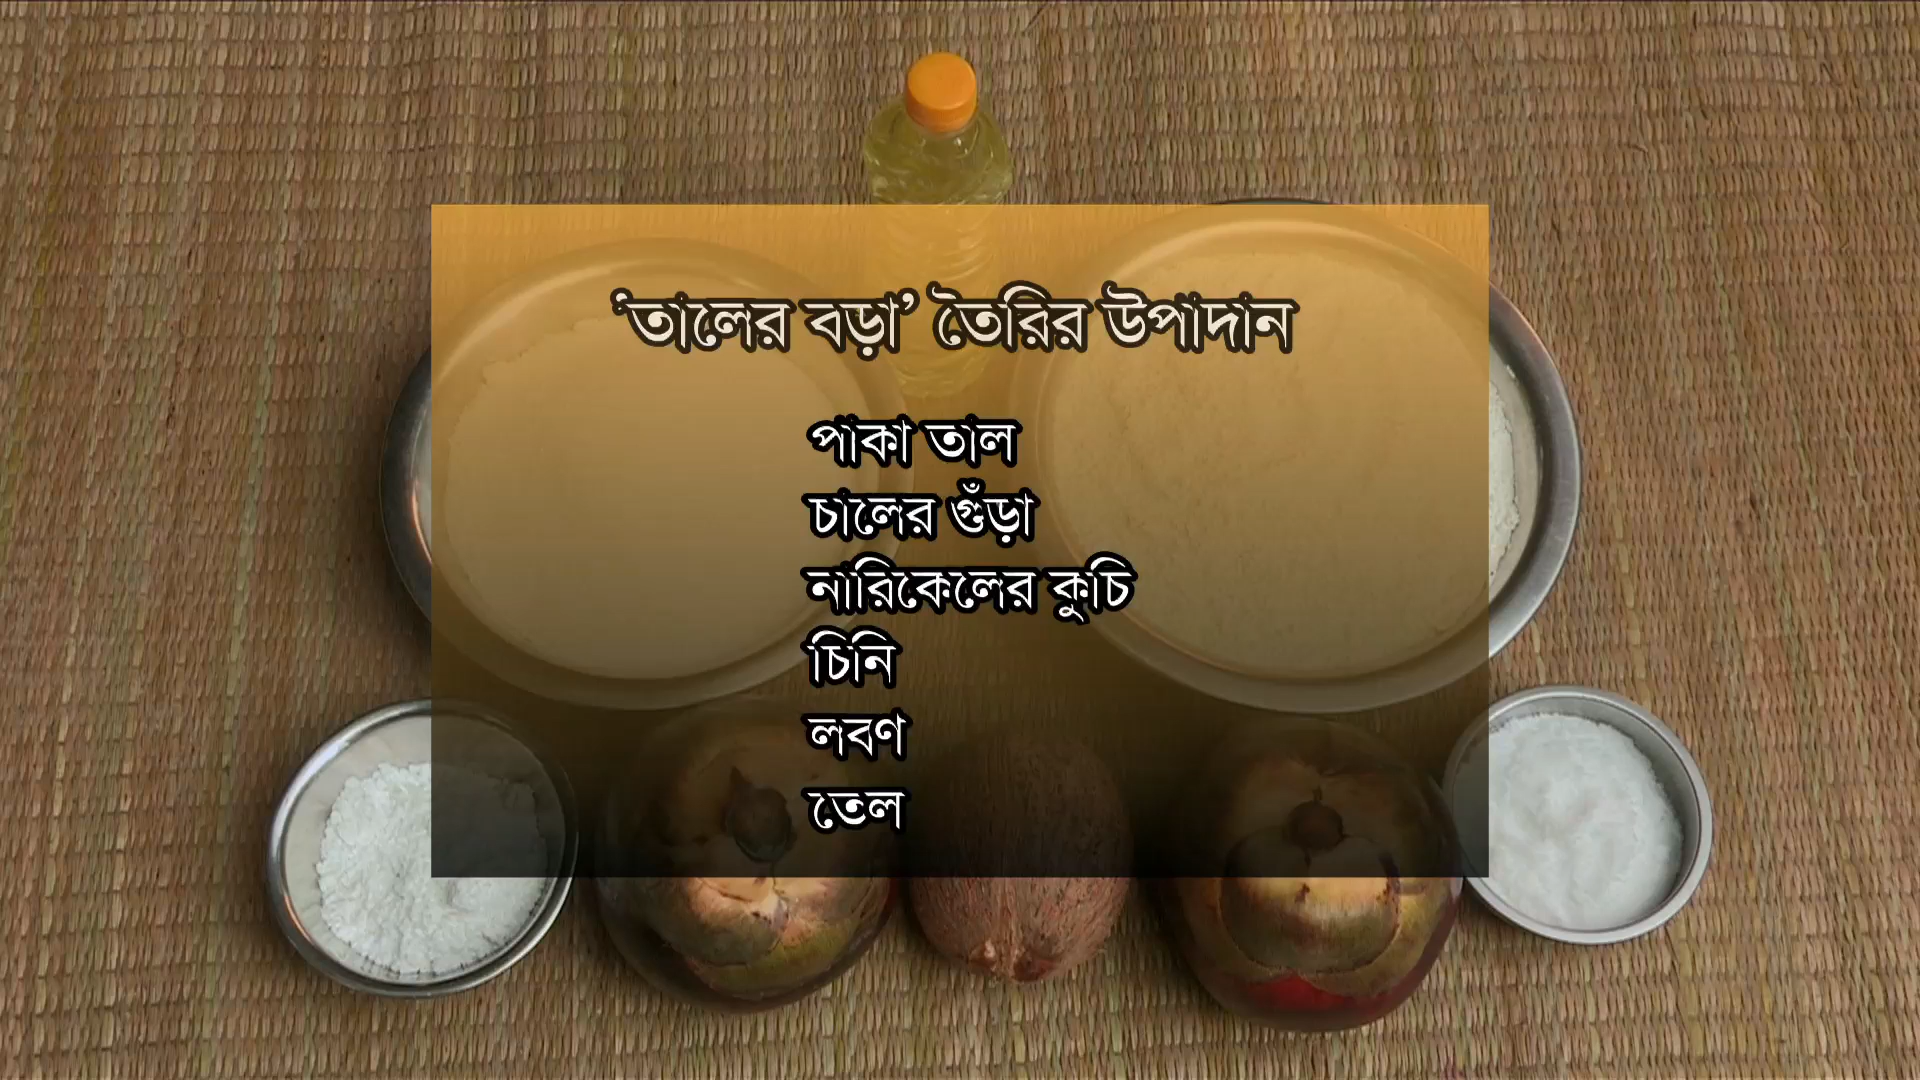 ‘তালের বড়া’ তৈরির উপাদান
পাকা তাল
চালের গুঁড়া
নারিকেলের কুচি
চিনি
লবণ
তেল